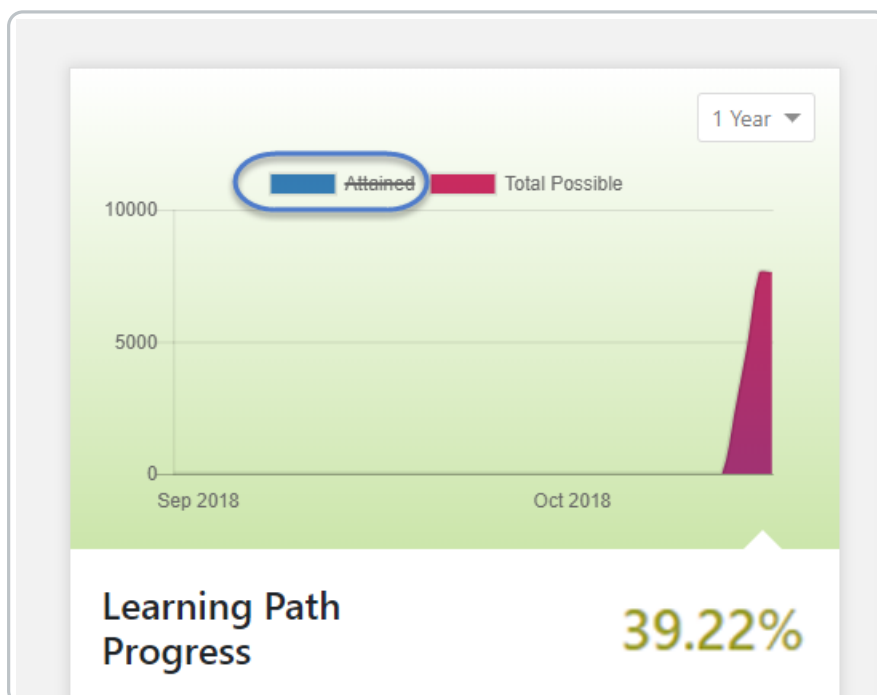 1 Year
Attained Total Possible
10000
5000
0
Sep 2018 Oct 2018
Learning Path
Progress
39.22%